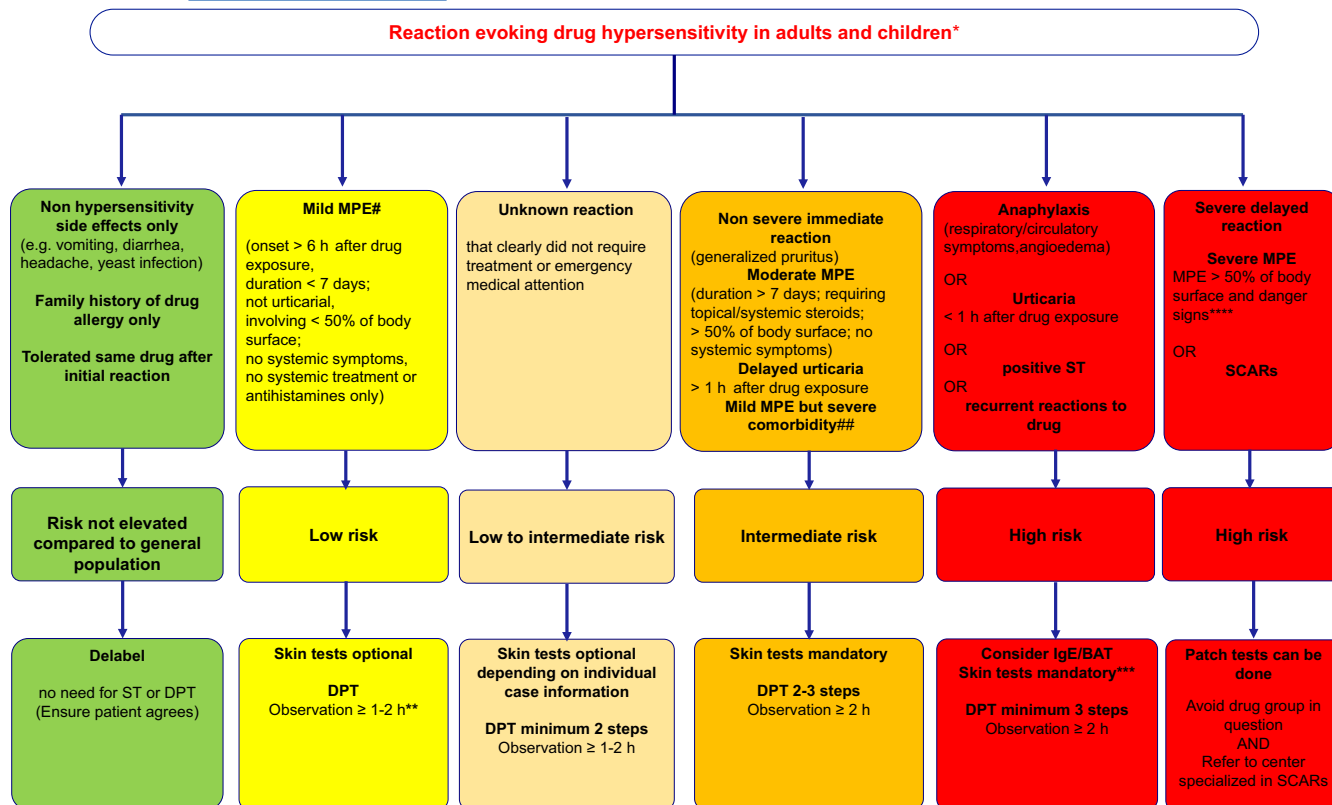 Reaction evoking drug hypersensitivity in adults and children*
Non hypersensitivity
side effects only
(e.g. vomiting, diarrhea,
headache, yeast infection)
Family history of drug
allergy only
Tolerated same drug after
initial reaction
Mild MPE#
(onset > 6 h after drug
exposure,
duration < 7 days;
not urticarial,
involving < 50% of body
surface;
no systemic symptoms,
no systemic treatment or
antihistamines only)
Unknown reaction
that clearly did not require
treatment or emergency
medical attention
Non severe immediate
reaction
(generalized pruritus)
Moderate MPE
(duration > 7 days; requiring
topical/systemic steroids;
> 50% of body surface; no
systemic symptoms)
Delayed urticaria
> 1 h after drug exposure
Mild MPE but severe
comorbidity##
Anaphylaxis
(respiratory/circulatory
symptoms,angioedema)
OR
Urticaria
< 1 h after drug exposure
OR
positive ST
OR
recurrent reactions to
drug
Severe delayed
reaction
Severe MPE
MPE > 50% of body
surface and danger
signs****
OR
SCARs
Risk not elevated
compared to general
population
Low risk
Low to intermediate risk
Intermediate risk
High risk
High risk
Delabel
no need for ST or DPT
(Ensure patient agrees)
Skin tests optional
DPT
Observation ≥ 1-2 h**
Skin tests optional
depending on individual
case information
DPT minimum 2 steps
Observation ≥ 1-2 h
Skin tests mandatory
DPT 2-3 steps
Observation ≥ 2 h
Consider IgE/BAT
Skin tests mandatory***
DPT minimum 3 steps
Observation ≥ 2 h
Patch tests can be
done
Avoid drug group in
question
AND
Refer to center
specialized in SCARs